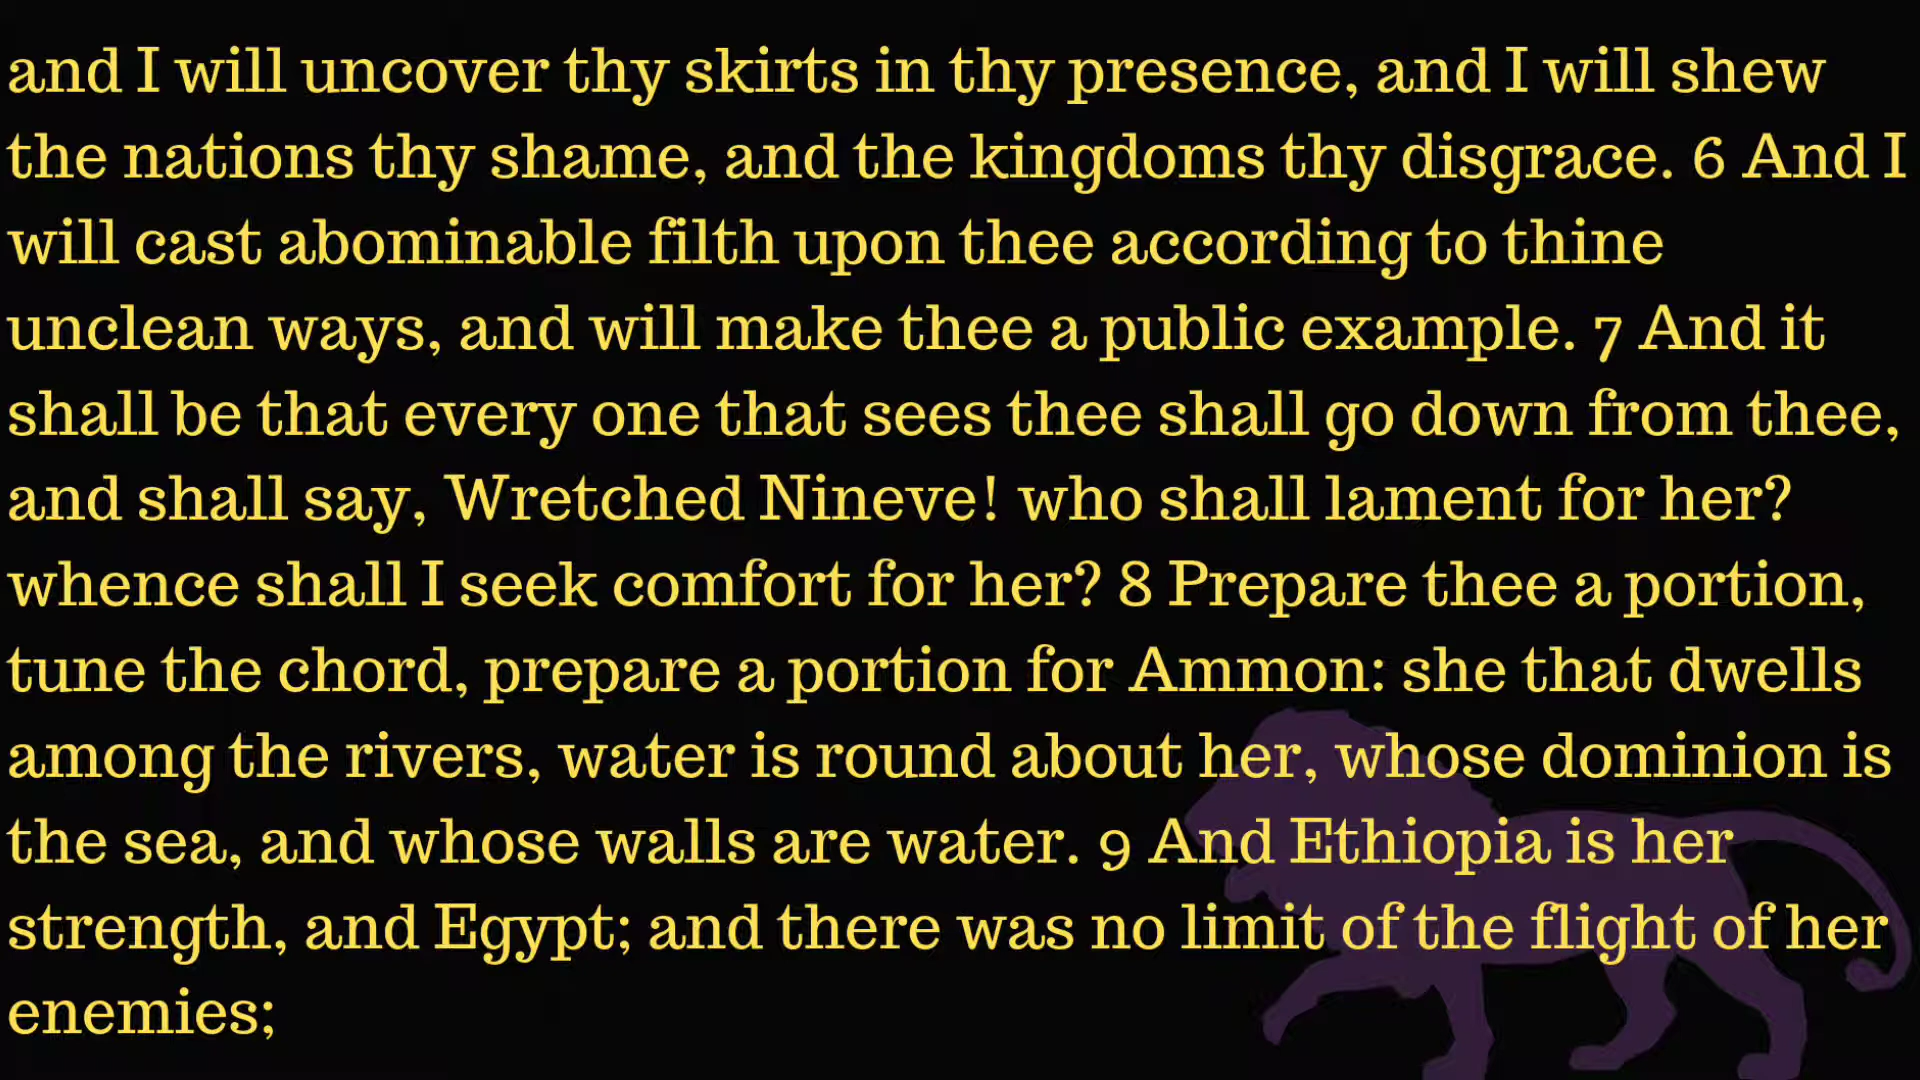 and I will uncover thy skirts in thy presence, and I will shew
the nations thy shame, and the kingdoms thy disgrace. 6 And I
will cast abominable filth upon thee according to thine
unclean ways, and will make thee a public example. 7 And it
shall be that every one that sees thee shall go down from thee,
and shall say, Wretched Nineve! who shall lament for her?
whence shall I seek comfort for her? 8 Prepare thee a portion,
tune the chord, prepare a portion for Ammon: she that dwells
among the rivers, water is round about her, whose dominion is
the sea, and whose walls are water. 9 And Ethiopia is her
strength, and Egypt; and there was no limit of the flight of her
enemies;